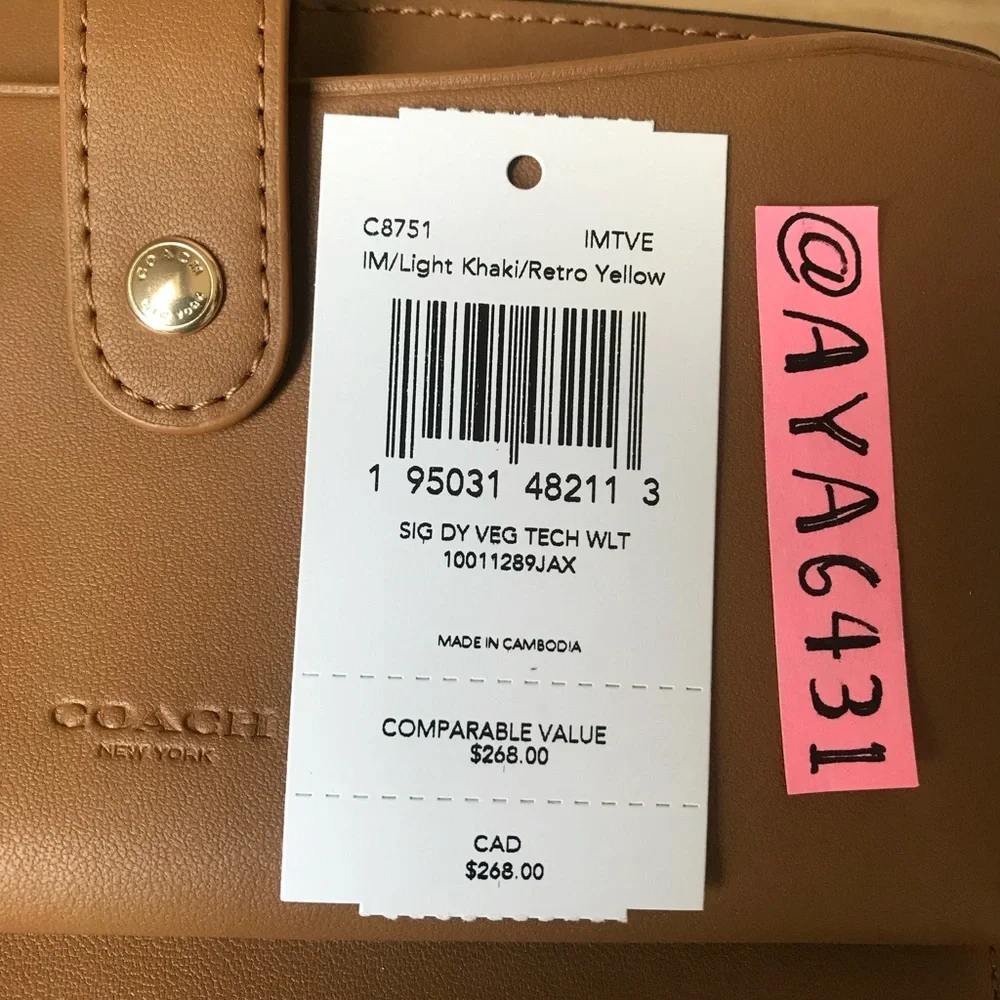 COACH
NEW YORK
C8751 IMTVE
IM/Light Khaki/Retro Yellow
1 95031 48211 3
SIG DY VEG TECH WLT
10011289JAX
MADE IN CAMBODIA
COMPARABLE VALUE
$268.00
CAD
$268.00
COACH
NEW YORK
@AYA6431